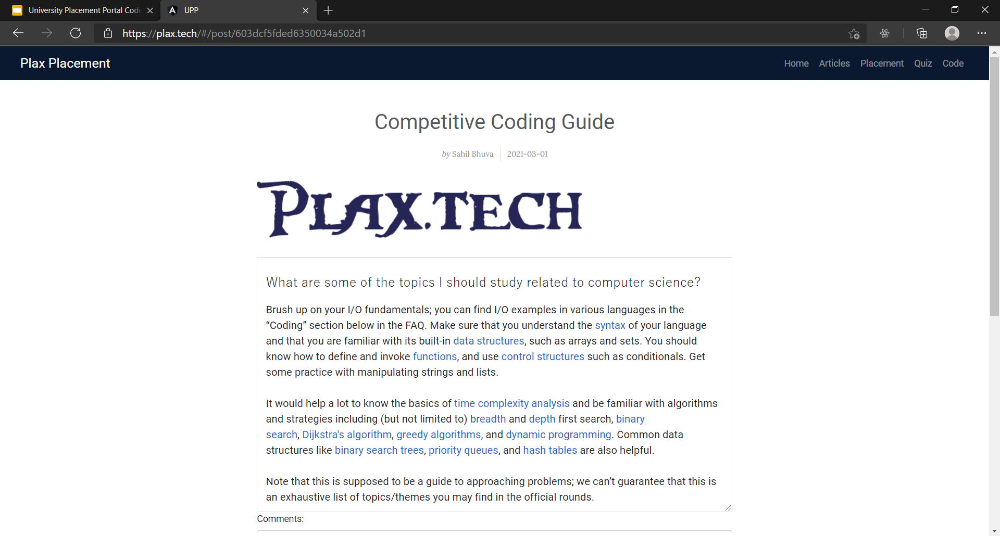 University Placement Portal Code
UPP
https://plax.tech/#/post/603dcf5fded6350034a502d1
Plax Placement
Home Articles Placement Quiz Code
Competitive Coding Guide
by Sahil Bhuva 2021-03-01
PLAX.TECH
What are some of the topics I should study related to computer science?
Brush up on your I/O fundamentals; you can find I/O examples in various languages in the
“Coding” section below in the FAQ. Make sure that you understand the syntax of your language
and that you are familiar with its built-in data structures, such as arrays and sets. You should
know how to define and invoke functions, and use control structures such as conditionals. Get
some practice with manipulating strings and lists.
It would help a lot to know the basics of time complexity analysis and be familiar with algorithms
and strategies including (but not limited to) breadth and depth first search, binary
search, Dijkstra's algorithm, greedy algorithms, and dynamic programming. Common data
structures like binary search trees, priority queues, and hash tables are also helpful.
Note that this is supposed to be a guide to approaching problems; we can’t guarantee that this is
an exhaustive list of topics/themes you may find in the official rounds.
Comments: